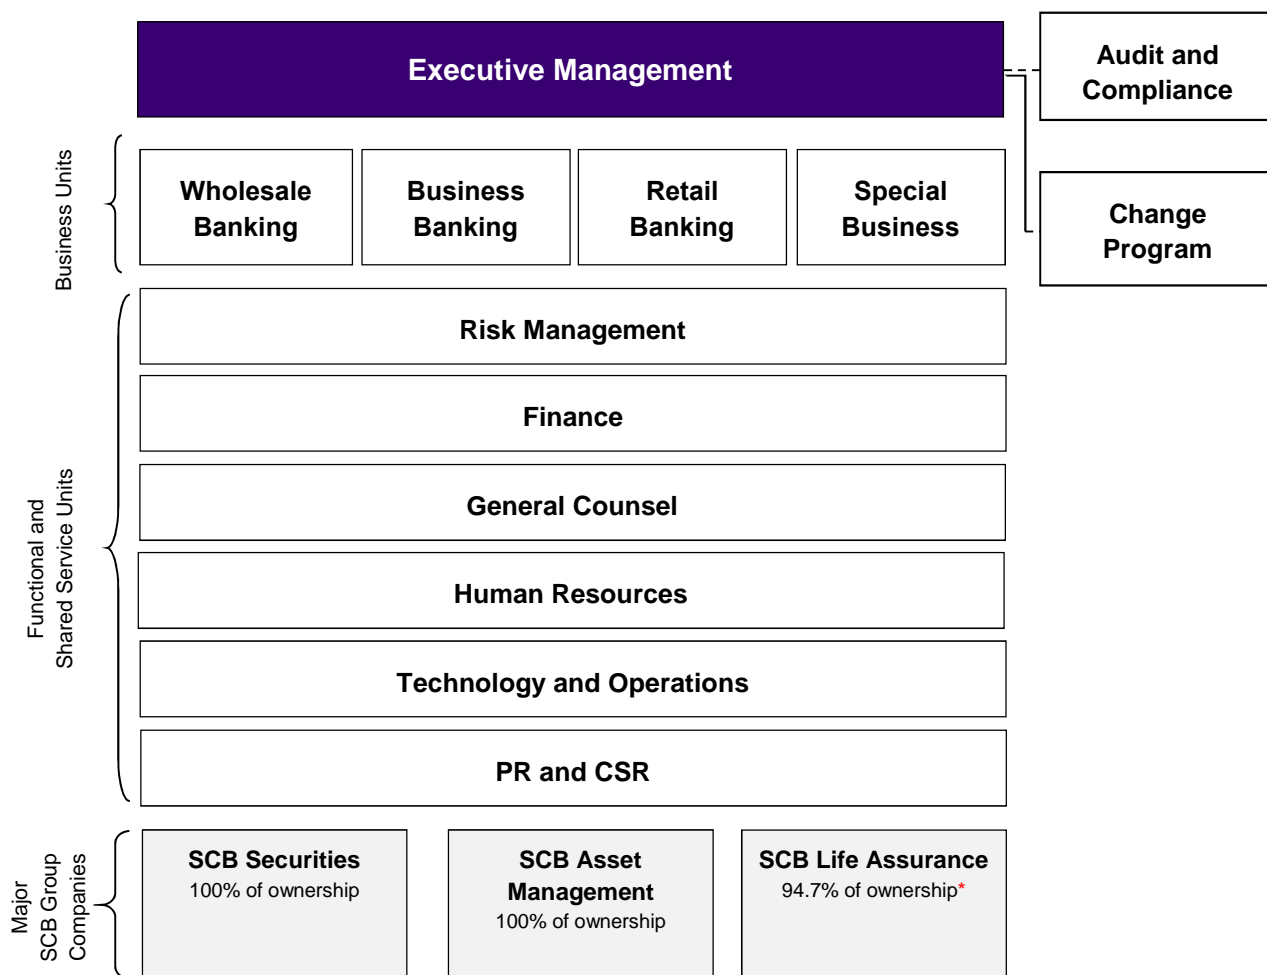 Executive Management
Audit and
Compliance
Business Units
Wholesale
Banking
Business
Banking
Retail
Banking
Special
Business
Change
Program
Functional and
Shared Service Units
Risk Management
Finance
General Counsel
Human Resources
Technology and Operations
PR and CSR
Major
SCB Group
Companies
SCB Securities
100% of ownership
SCB Asset
Management
100% of ownership
SCB Life Assurance
94.7% of ownership*